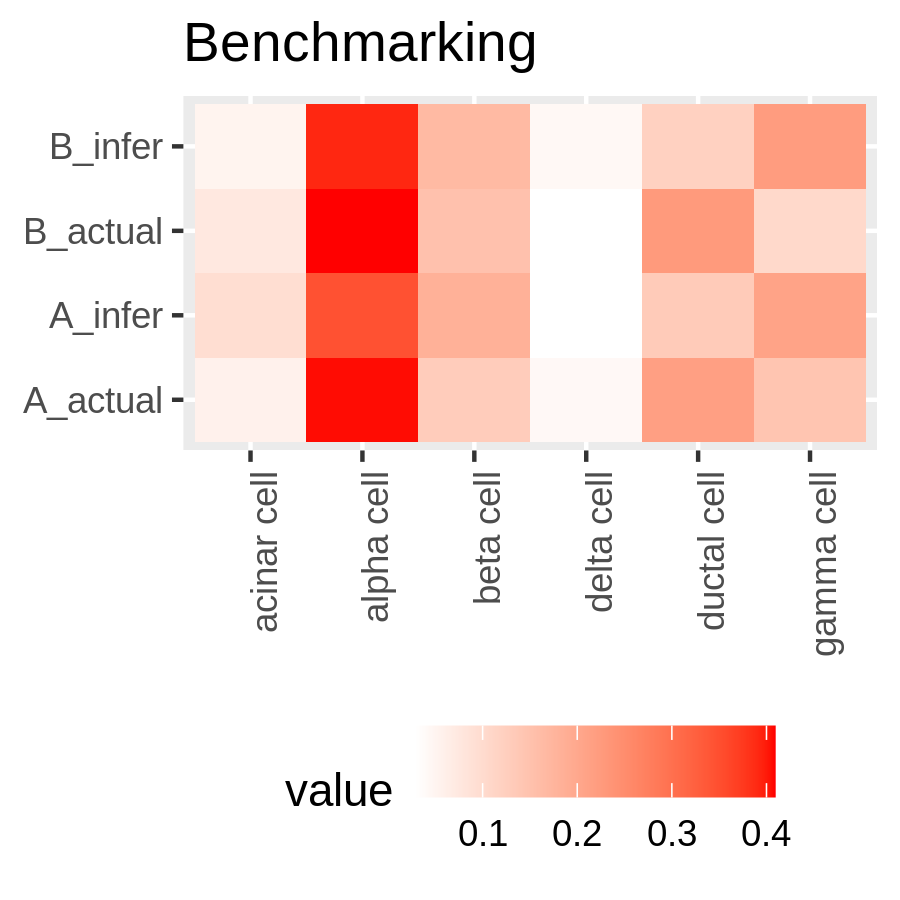 Benchmarking
B_infer
B_actual
A_infer
A_actual
acinar cell
alpha cell
beta cell
delta cell
ductal cell
gamma cell
value
0.1
0.2
0.3
0.4